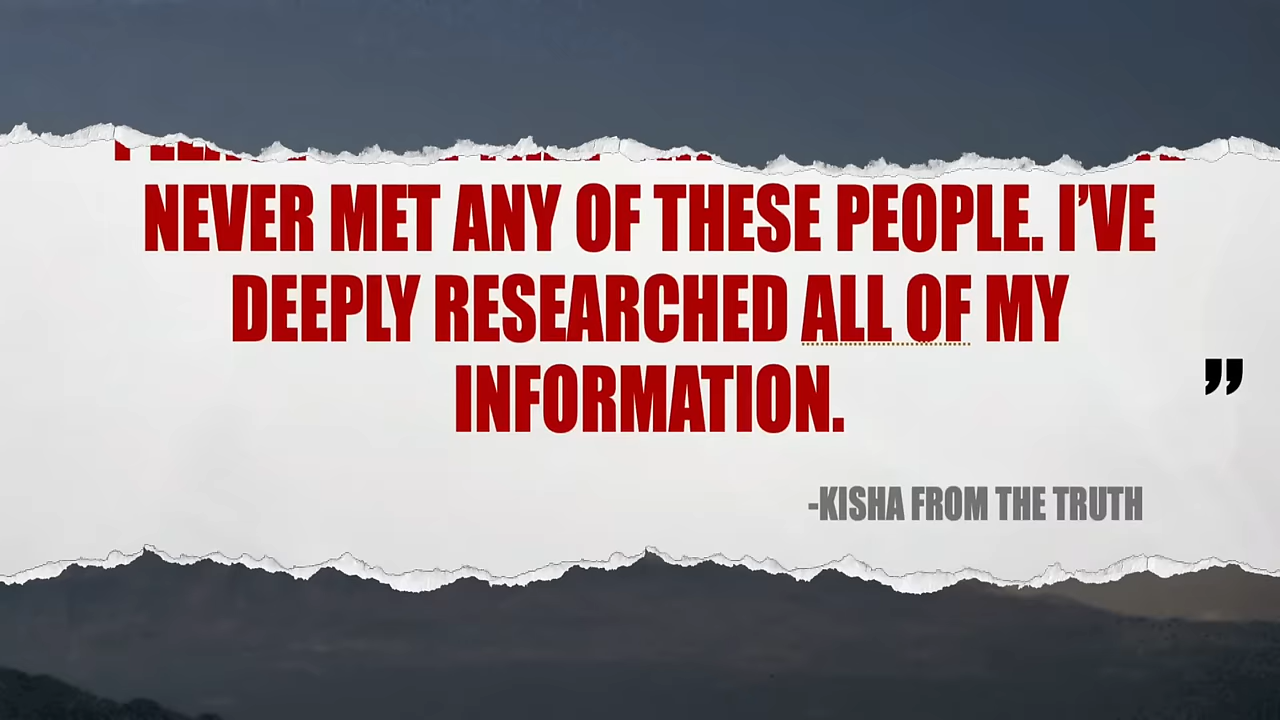 NEVER MET ANY OF THESE PEOPLE. I’VE
DEEPLY RESEARCHED ALL OF MY
INFORMATION.
”
-KISHA FROM THE TRUTH